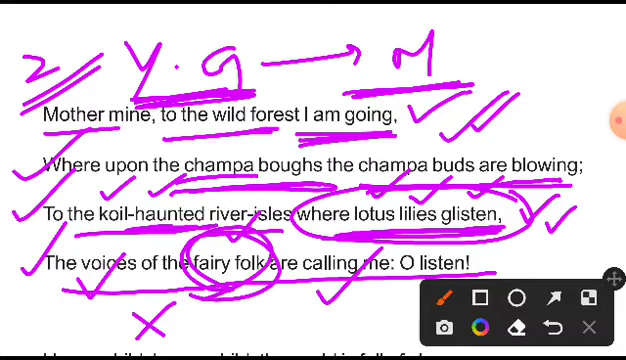 2 Y. G → M
Mother mine, to the wild forest I am going,
Where upon the champa boughs the champa buds are blowing;
To the koil-haunted river-isles where lotus lilies glisten,
The voices of the fairy folk are calling me: O listen!